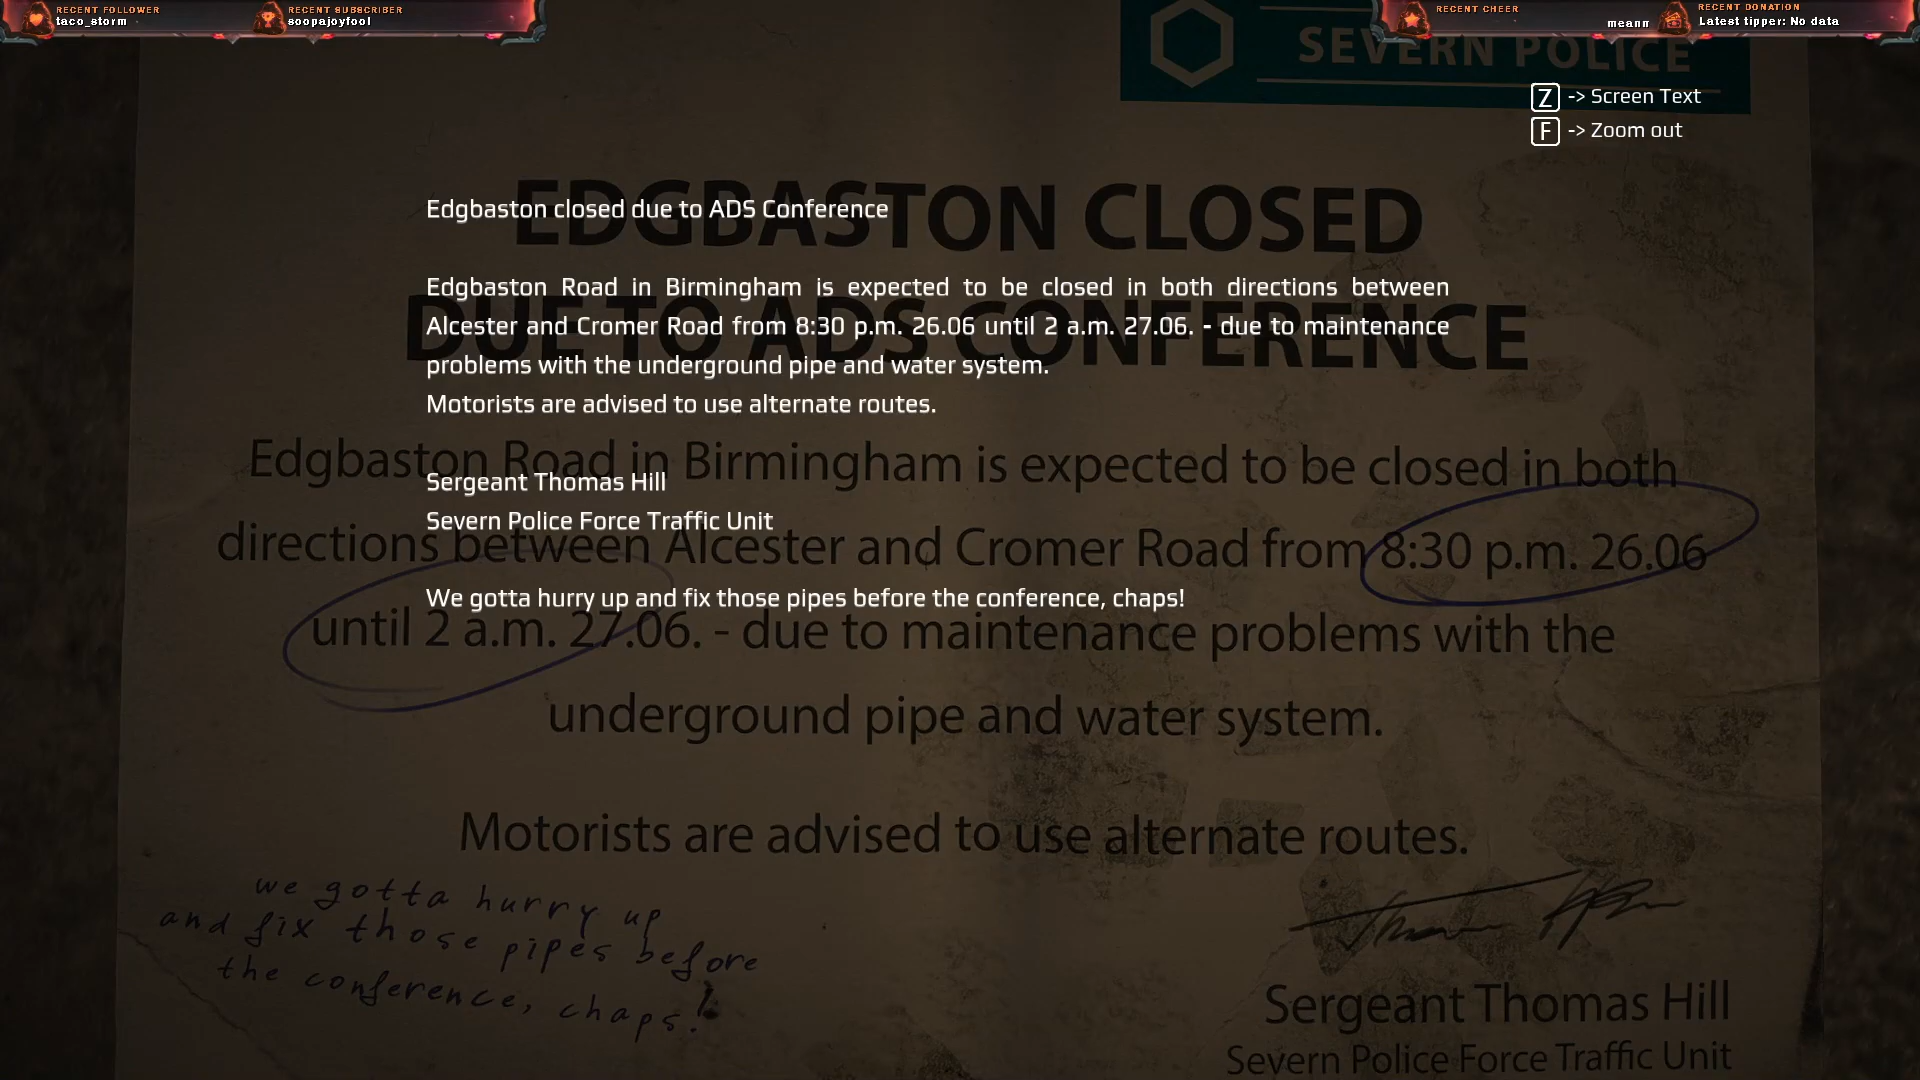 RECENT FOLLOWER
taco_storm
RECENT SUBSCRIBER
soopajoyfool
RECENT CHEER
meann
RECENT DONATION
Latest tipper: No data
SEVERN POLICE
Z -> Screen Text
F -> Zoom out
Edgbaston closed due to ADS Conference
Edgbaston Road in Birmingham is expected to be closed in both directions between
Alcester and Cromer Road from 8:30 p.m. 26.06 until 2 a.m. 27.06. - due to maintenance
problems with the underground pipe and water system.
Motorists are advised to use alternate routes.
Sergeant Thomas Hill
Severn Police Force Traffic Unit
We gotta hurry up and fix those pipes before the conference, chaps!
EDGBASTON CLOSED
DUE TO ADS CONFERENCE
Edgbaston Road in Birmingham is expected to be closed in both
directions between Alcester and Cromer Road from 8:30 p.m. 26.06
until 2 a.m. 27.06. - due to maintenance problems with the
underground pipe and water system.
Motorists are advised to use alternate routes.
we gotta hurry up
and fix those pipes before
the conference, chaps!
Sergeant Thomas Hill
Severn Police Force Traffic Unit